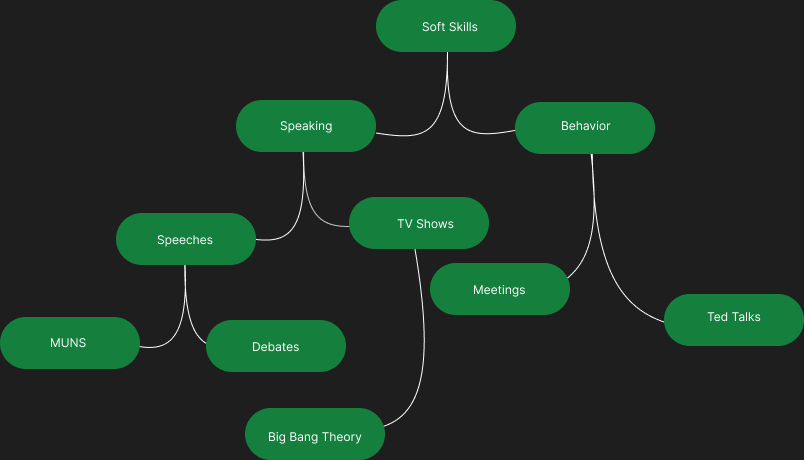 Soft Skills
Speaking
Behavior
Speeches
TV Shows
Meetings
Ted Talks
MUNS
Debates
Big Bang Theory